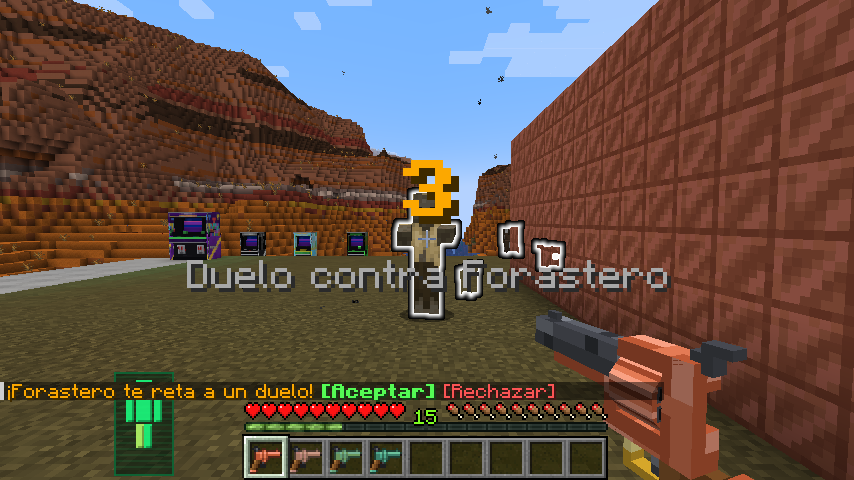 3
Duelo contra Forastero
¡Forastero te reta a un duelo! [Aceptar] [Rechazar]
15